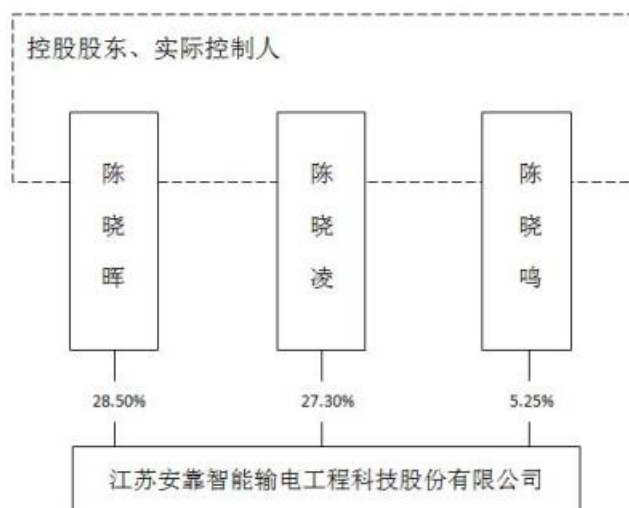 控股股东、实际控制人
陈晓晖
陈晓凌
陈晓鸣
28.50%
27.30%
5.25%
江苏安靠智能输电工程科技股份有限公司